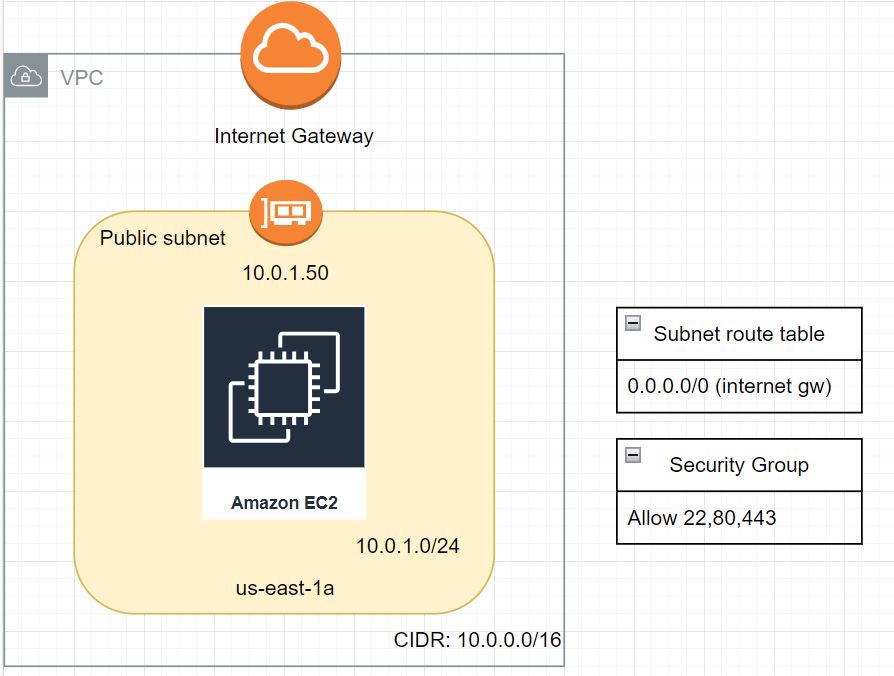 VPC
Internet Gateway
Public subnet
10.0.1.50
Amazon EC2
10.0.1.0/24
us-east-1a
CIDR: 10.0.0.0/16
Subnet route table
0.0.0.0/0 (internet gw)
Security Group
Allow 22,80,443